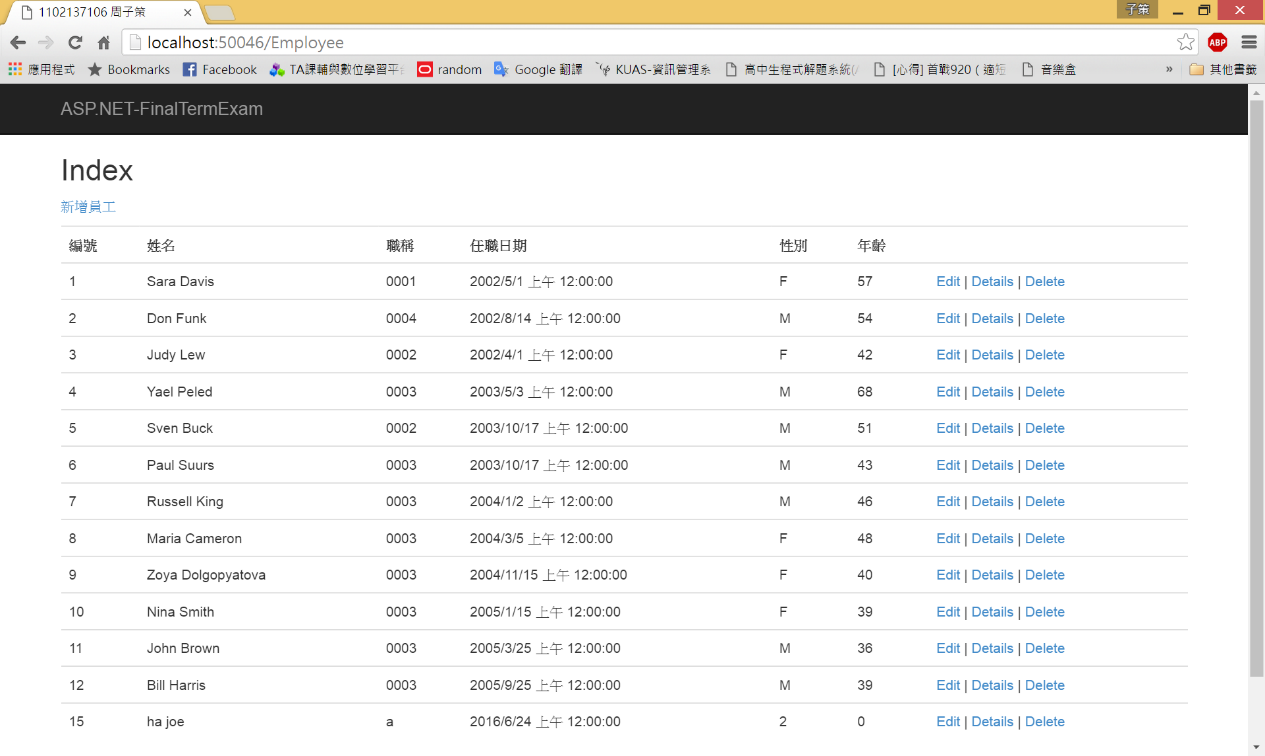 1102137106 周子策
子策
localhost:50046/Employee
ABP
應用程式 Bookmarks Facebook TA課輔與數位學習平 random Google 翻譯 KUAS-資訊管理系 高中生程式解題系統(/ [心得] 首戰920 ( 適短 音樂盒 » 其他書籤
ASP.NET-FinalTermExam
Index
新增員工
編號 姓名 職稱 任職日期 性別 年齡
1 Sara Davis 0001 2002/5/1 上午 12:00:00 F 57 Edit | Details | Delete
2 Don Funk 0004 2002/8/14 上午 12:00:00 M 54 Edit | Details | Delete
3 Judy Lew 0002 2002/4/1 上午 12:00:00 F 42 Edit | Details | Delete
4 Yael Peled 0003 2003/5/3 上午 12:00:00 M 68 Edit | Details | Delete
5 Sven Buck 0002 2003/10/17 上午 12:00:00 M 51 Edit | Details | Delete
6 Paul Suurs 0003 2003/10/17 上午 12:00:00 M 43 Edit | Details | Delete
7 Russell King 0003 2004/1/2 上午 12:00:00 M 46 Edit | Details | Delete
8 Maria Cameron 0003 2004/3/5 上午 12:00:00 F 48 Edit | Details | Delete
9 Zoya Dolgopyatova 0003 2004/11/15 上午 12:00:00 F 40 Edit | Details | Delete
10 Nina Smith 0003 2005/1/15 上午 12:00:00 F 39 Edit | Details | Delete
11 John Brown 0003 2005/3/25 上午 12:00:00 M 36 Edit | Details | Delete
12 Bill Harris 0003 2005/9/25 上午 12:00:00 M 39 Edit | Details | Delete
15 ha joe a 2016/6/24 上午 12:00:00 2 0 Edit | Details | Delete